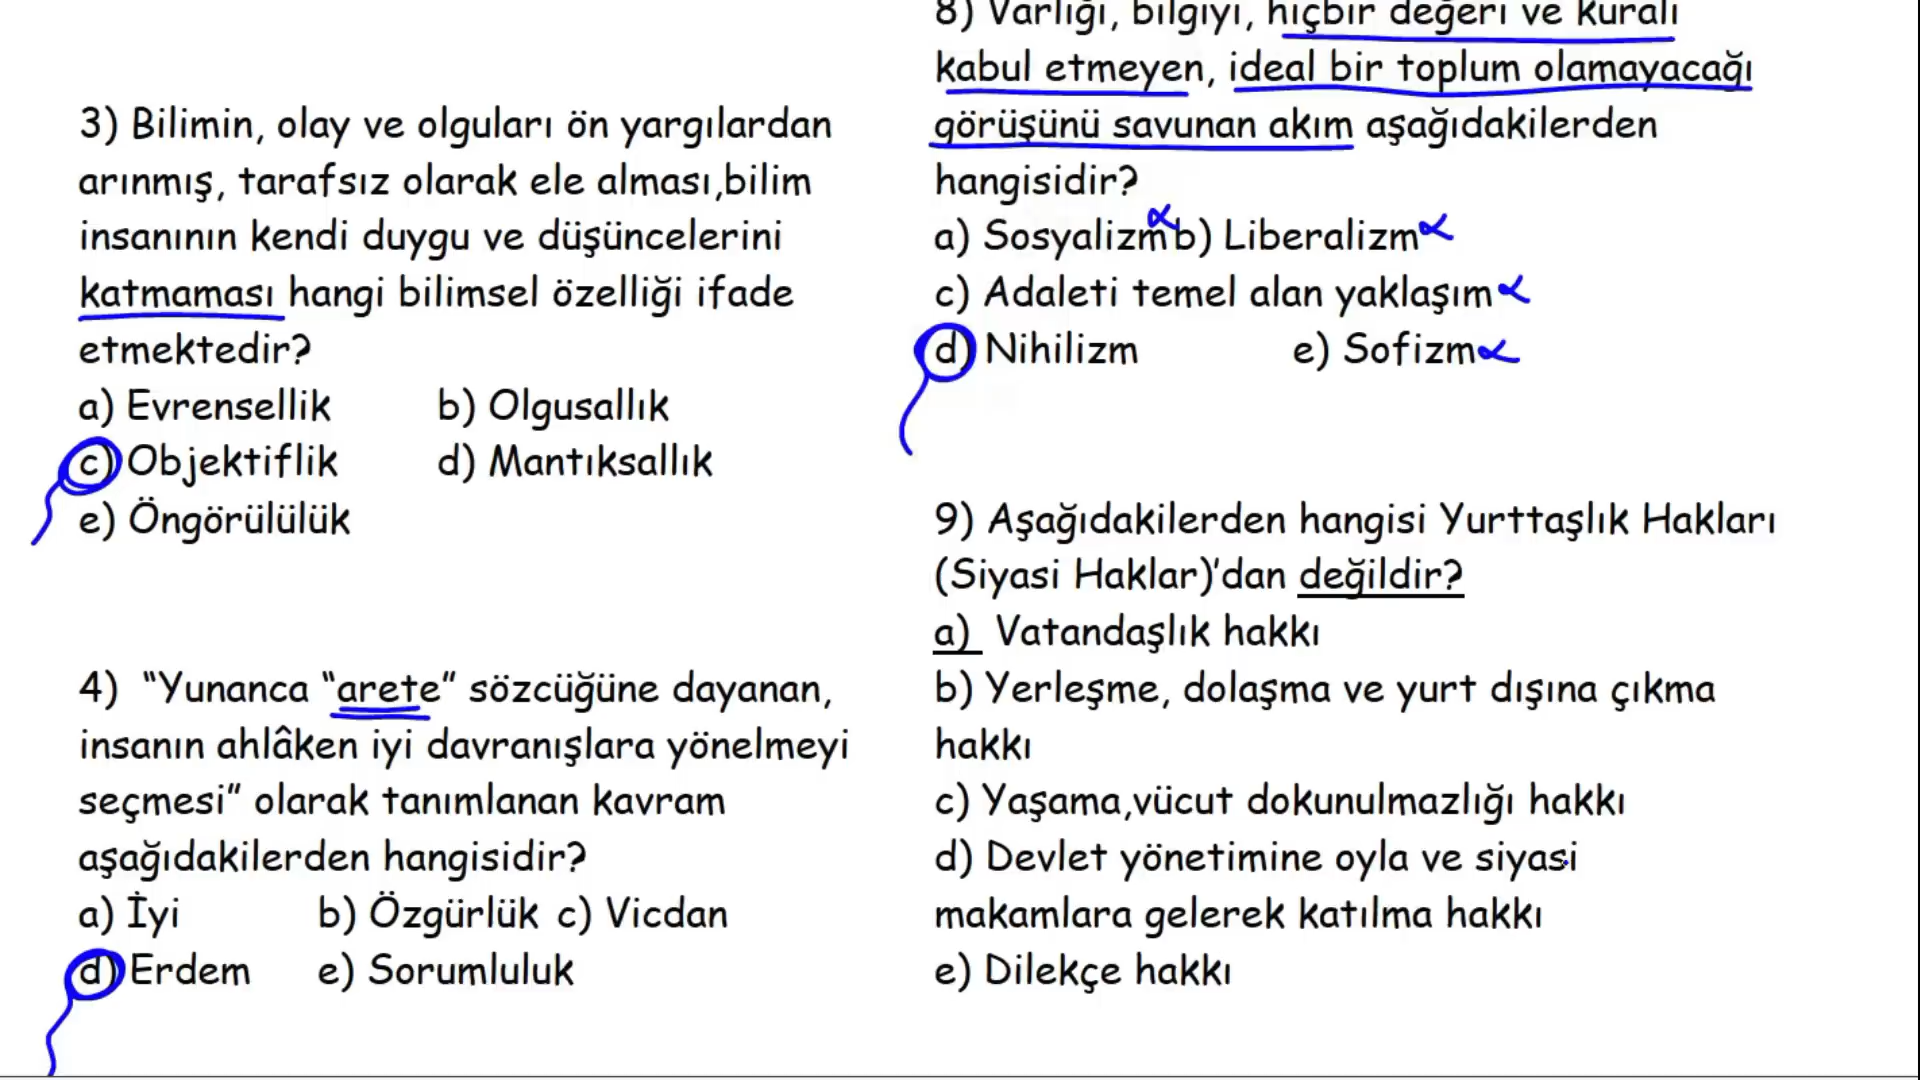 3) Bilimin, olay ve olguları ön yargılardan
arınmış, tarafsız olarak ele alması,bilim
insanının kendi duygu ve düşüncelerini
katmaması hangi bilimsel özelliği ifade
etmektedir?
a) Evrensellik b) Olgusallık
c) Objektiflik d) Mantıksallık
e) Öngörülülük
4) “Yunanca “arete” sözcüğüne dayanan,
insanın ahlâken iyi davranışlara yönelmeyi
seçmesi” olarak tanımlanan kavram
aşağıdakilerden hangisidir?
a) İyi b) Özgürlük c) Vicdan
d) Erdem e) Sorumluluk
8) Varlığı, bilgiyi, hiçbir değeri ve kuralı
kabul etmeyen, ideal bir toplum olamayacağı
görüşünü savunan akım aşağıdakilerden
hangisidir?
a) Sosyalizm b) Liberalizm
c) Adaleti temel alan yaklaşım
d) Nihilizm e) Sofizm
9) Aşağıdakilerden hangisi Yurttaşlık Hakları
(Siyasi Haklar)’dan değildir?
a) Vatandaşlık hakkı
b) Yerleşme, dolaşma ve yurt dışına çıkma
hakkı
c) Yaşama,vücut dokunulmazlığı hakkı
d) Devlet yönetimine oyla ve siyasi
makamlara gelerek katılma hakkı
e) Dilekçe hakkı